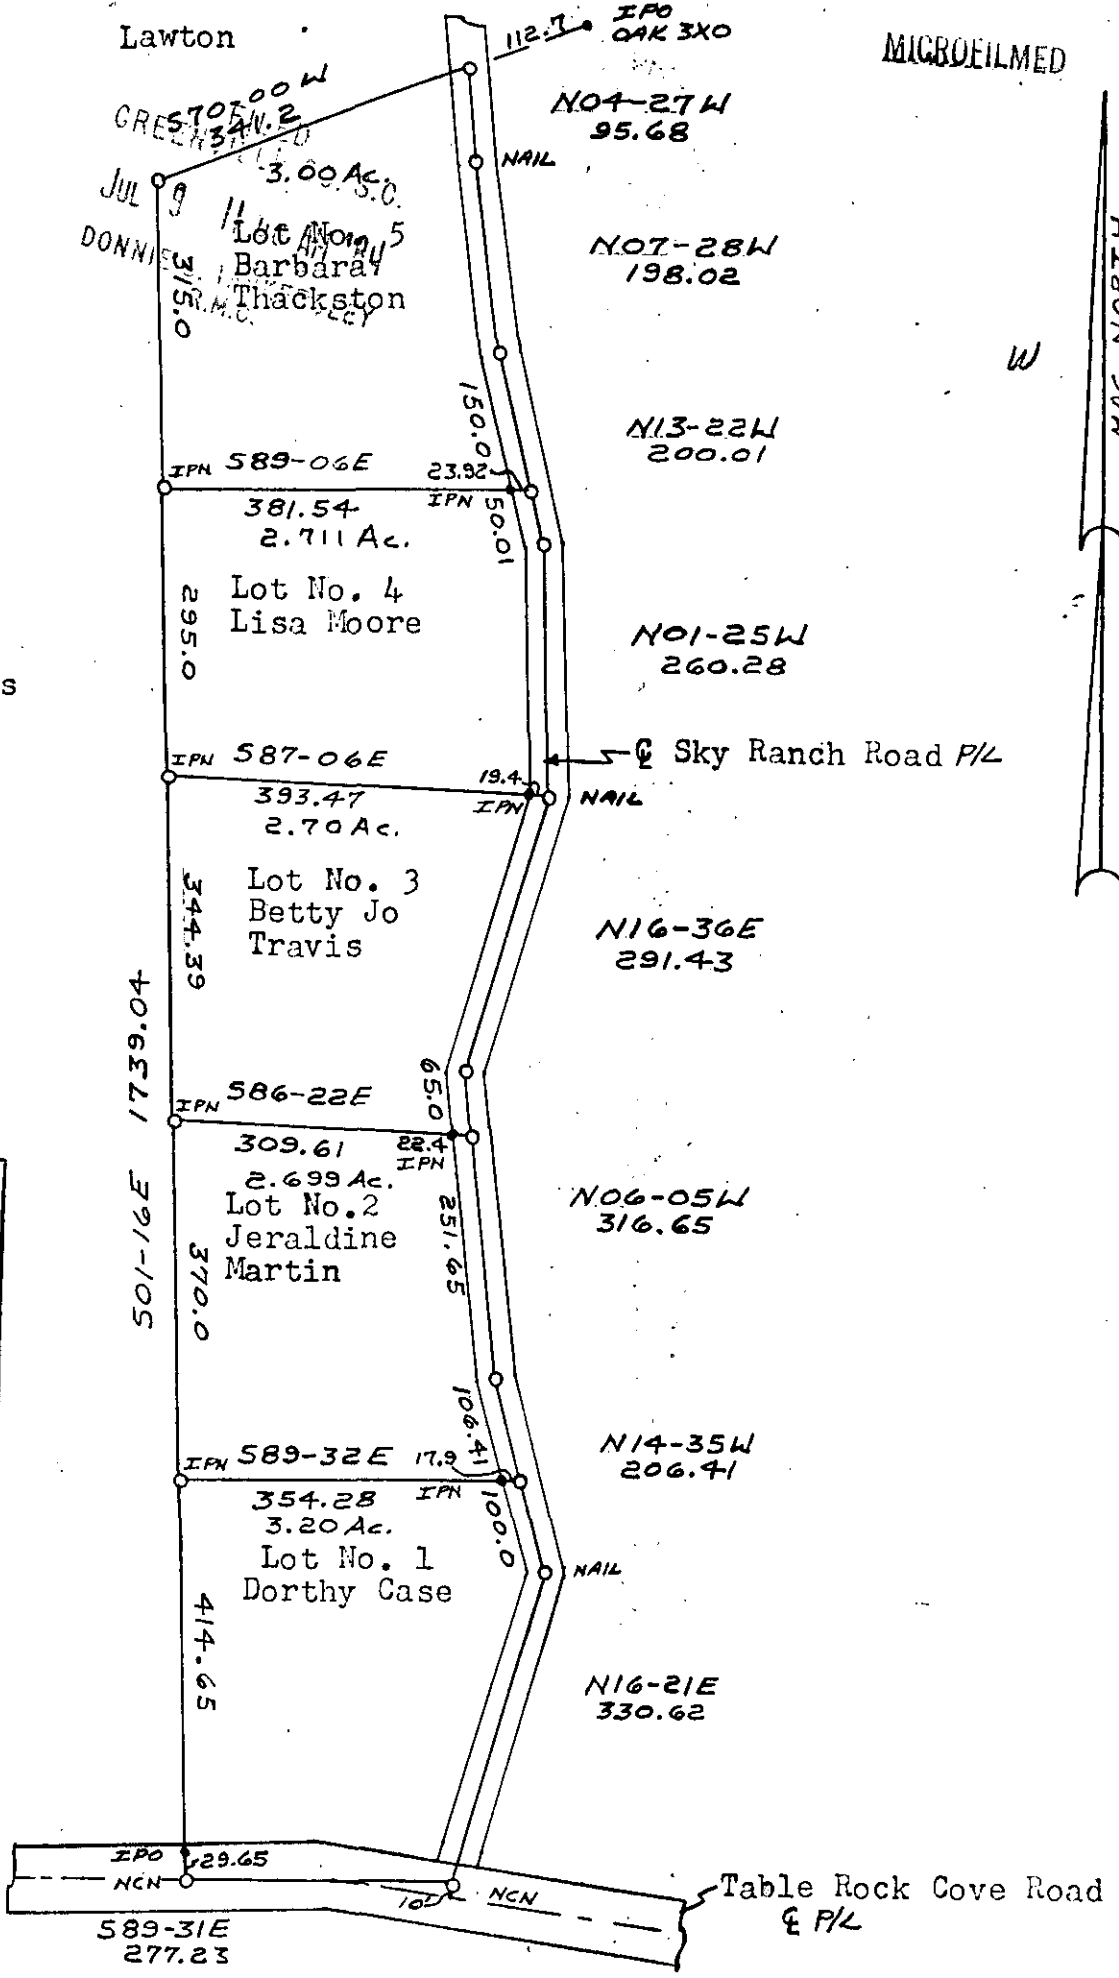 Lawton
112.7
IPO
OAK 3XO
MICROFILMED
S70-00W
341.2
3.00 Ac.
GREENVILLE CO. S.C.
JUL 9
DONNIE
R.M.C.
Lot No. 5
Barbara
Thackston
315.0
N04-27W
95.68
NAIL
N07-28W
198.02
W
150.0
N13-22W
200.01
IPN S89-06E
23.92
IPN
381.54
2.711 Ac.
50.01
Lot No. 4
Lisa Moore
295.0
N01-25W
260.28
s
IPN S87-06E
19.4
IPN
393.47
2.70 Ac.
℄ Sky Ranch Road P/L
NAIL
Lot No. 3
Betty Jo
Travis
344.39
N16-36E
291.43
S01-16E 1739.04
65.0
IPN S86-22E
22.4
IPN
309.61
2.699 Ac.
Lot No.2
Jeraldine
Martin
370.0
251.65
N06-05W
316.65
106.41
N14-35W
206.41
IPN S89-32E
17.9
IPN
354.28
3.20 Ac.
100.0
Lot No. 1
Dorthy Case
NAIL
414.65
N16-21E
330.62
IPO
29.65
NCN
NCN
Table Rock Cove Road
℄ P/L
S89-31E
277.23